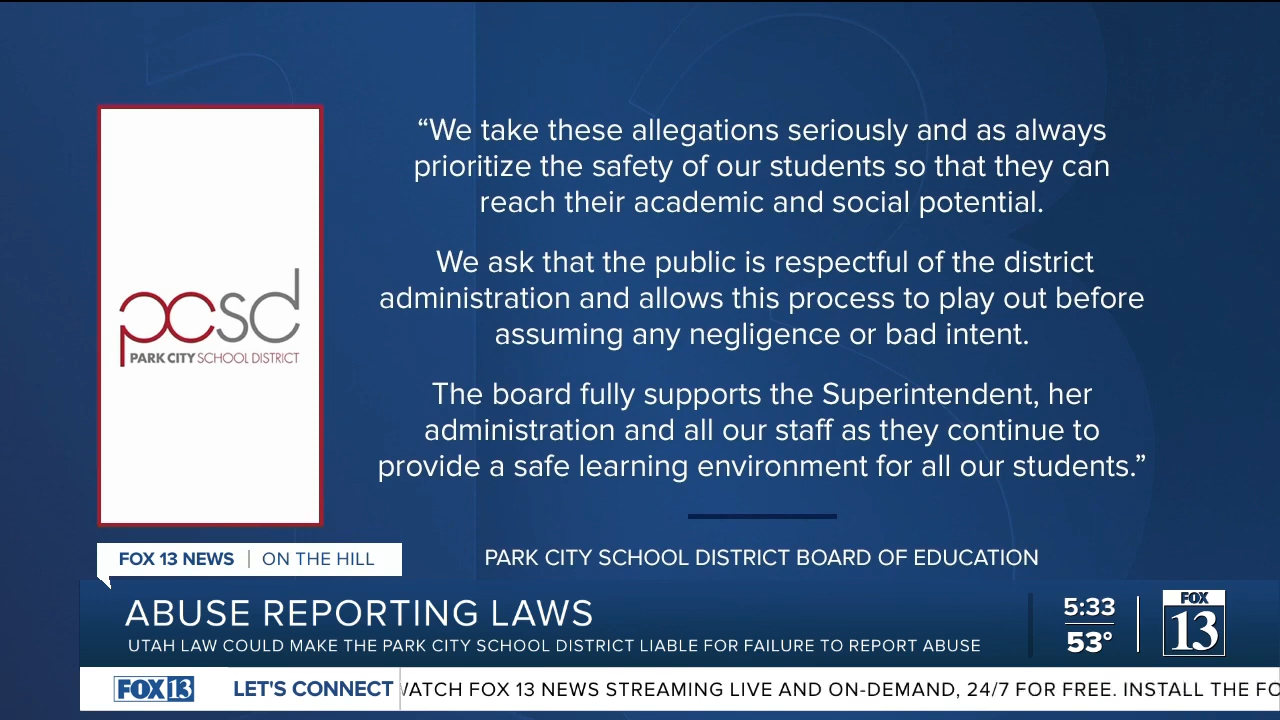 “We take these allegations seriously and as always
prioritize the safety of our students so that they can
reach their academic and social potential.
We ask that the public is respectful of the district
administration and allows this process to play out before
assuming any negligence or bad intent.
The board fully supports the Superintendent, her
administration and all our staff as they continue to
provide a safe learning environment for all our students.”
pcsd
PARK CITY SCHOOL DISTRICT
PARK CITY SCHOOL DISTRICT BOARD OF EDUCATION
FOX 13 NEWS | ON THE HILL
ABUSE REPORTING LAWS
UTAH LAW COULD MAKE THE PARK CITY SCHOOL DISTRICT LIABLE FOR FAILURE TO REPORT ABUSE
5:33
53°
FOX
13
FOX 13 LET'S CONNECT WATCH FOX 13 NEWS STREAMING LIVE AND ON-DEMAND, 24/7 FOR FREE. INSTALL THE FO